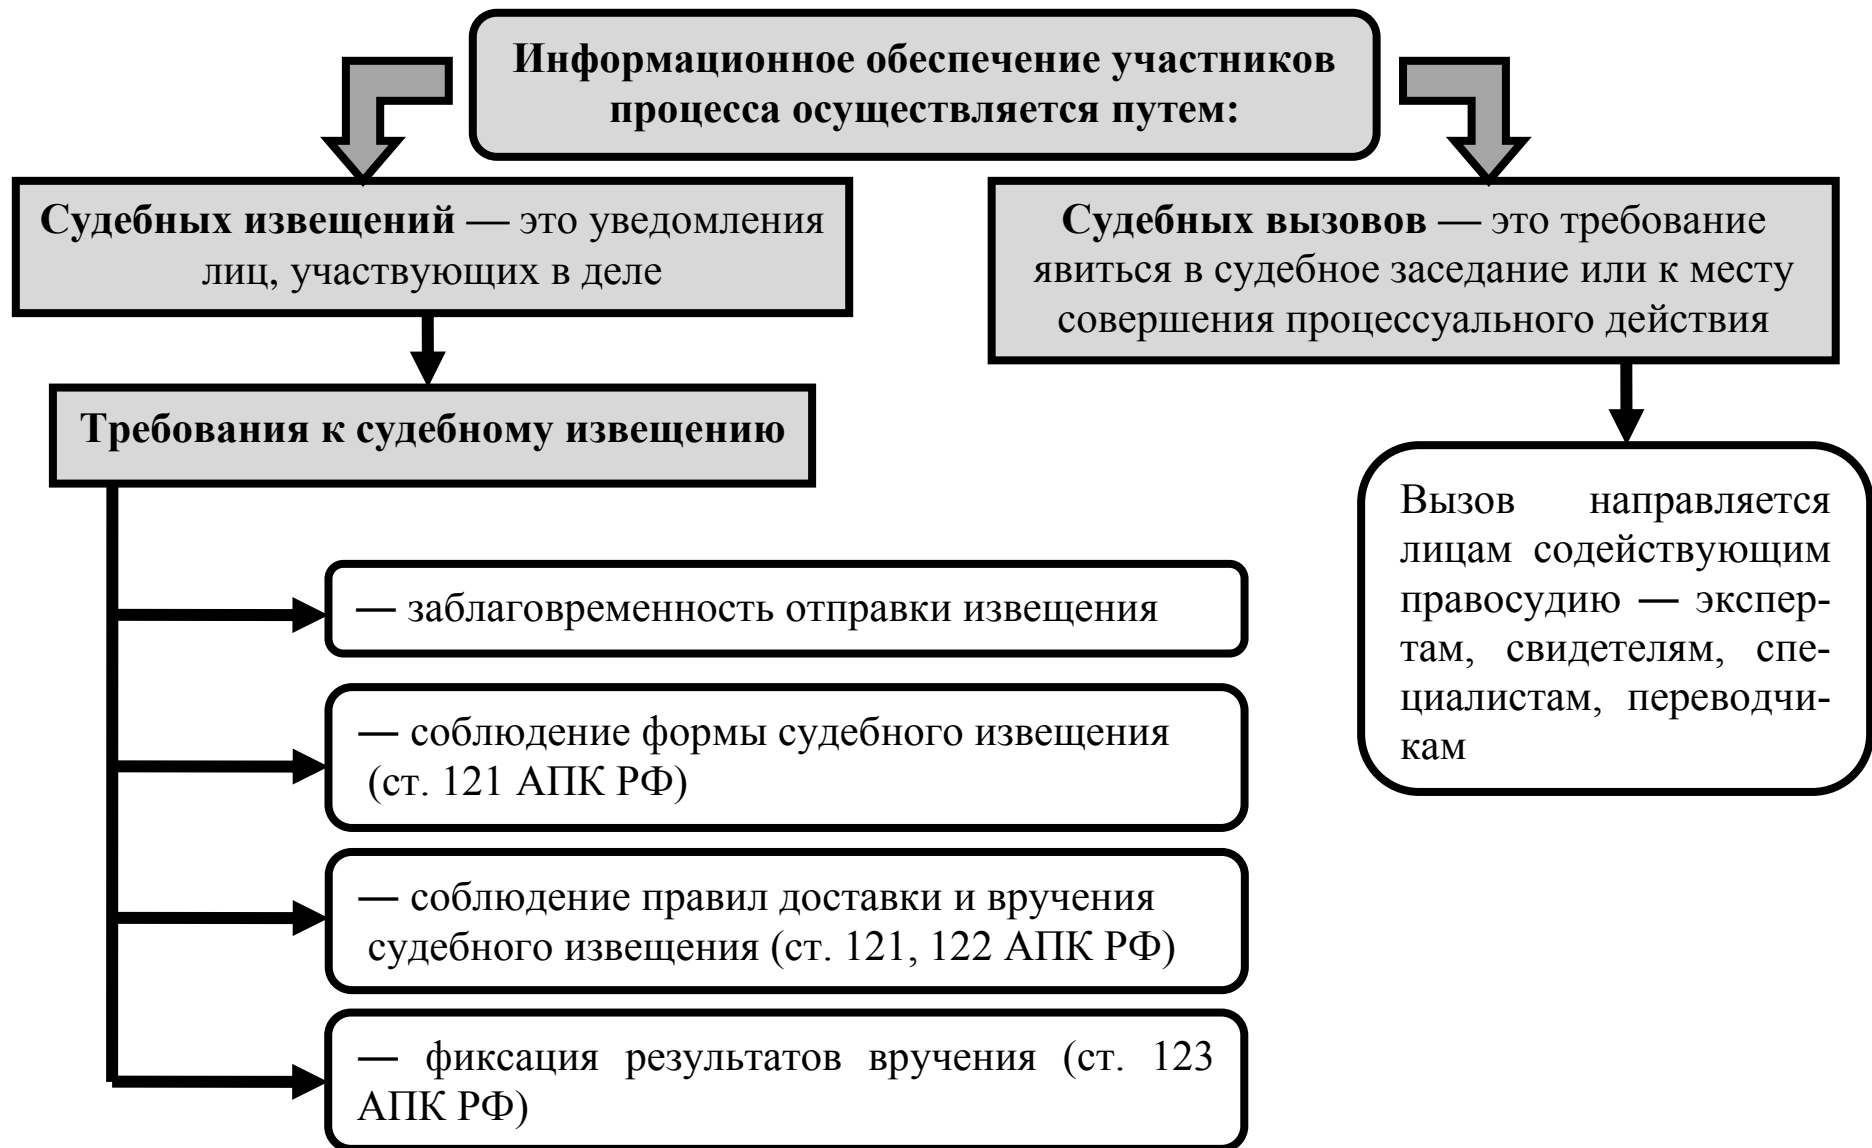 Информационное обеспечение участников
процесса осуществляется путем:
Судебных извещений — это уведомления
лиц, участвующих в деле
Судебных вызовов — это требование
явиться в судебное заседание или к месту
совершения процессуального действия
Требования к судебному извещению
— заблаговременность отправки извещения
— соблюдение формы судебного извещения
(ст. 121 АПК РФ)
— соблюдение правил доставки и вручения
судебного извещения (ст. 121, 122 АПК РФ)
— фиксация результатов вручения (ст. 123
АПК РФ)
Вызов направляется
лицам содействующим
правосудию — экспер-
там, свидетелям, спе-
циалистам, переводчи-
кам